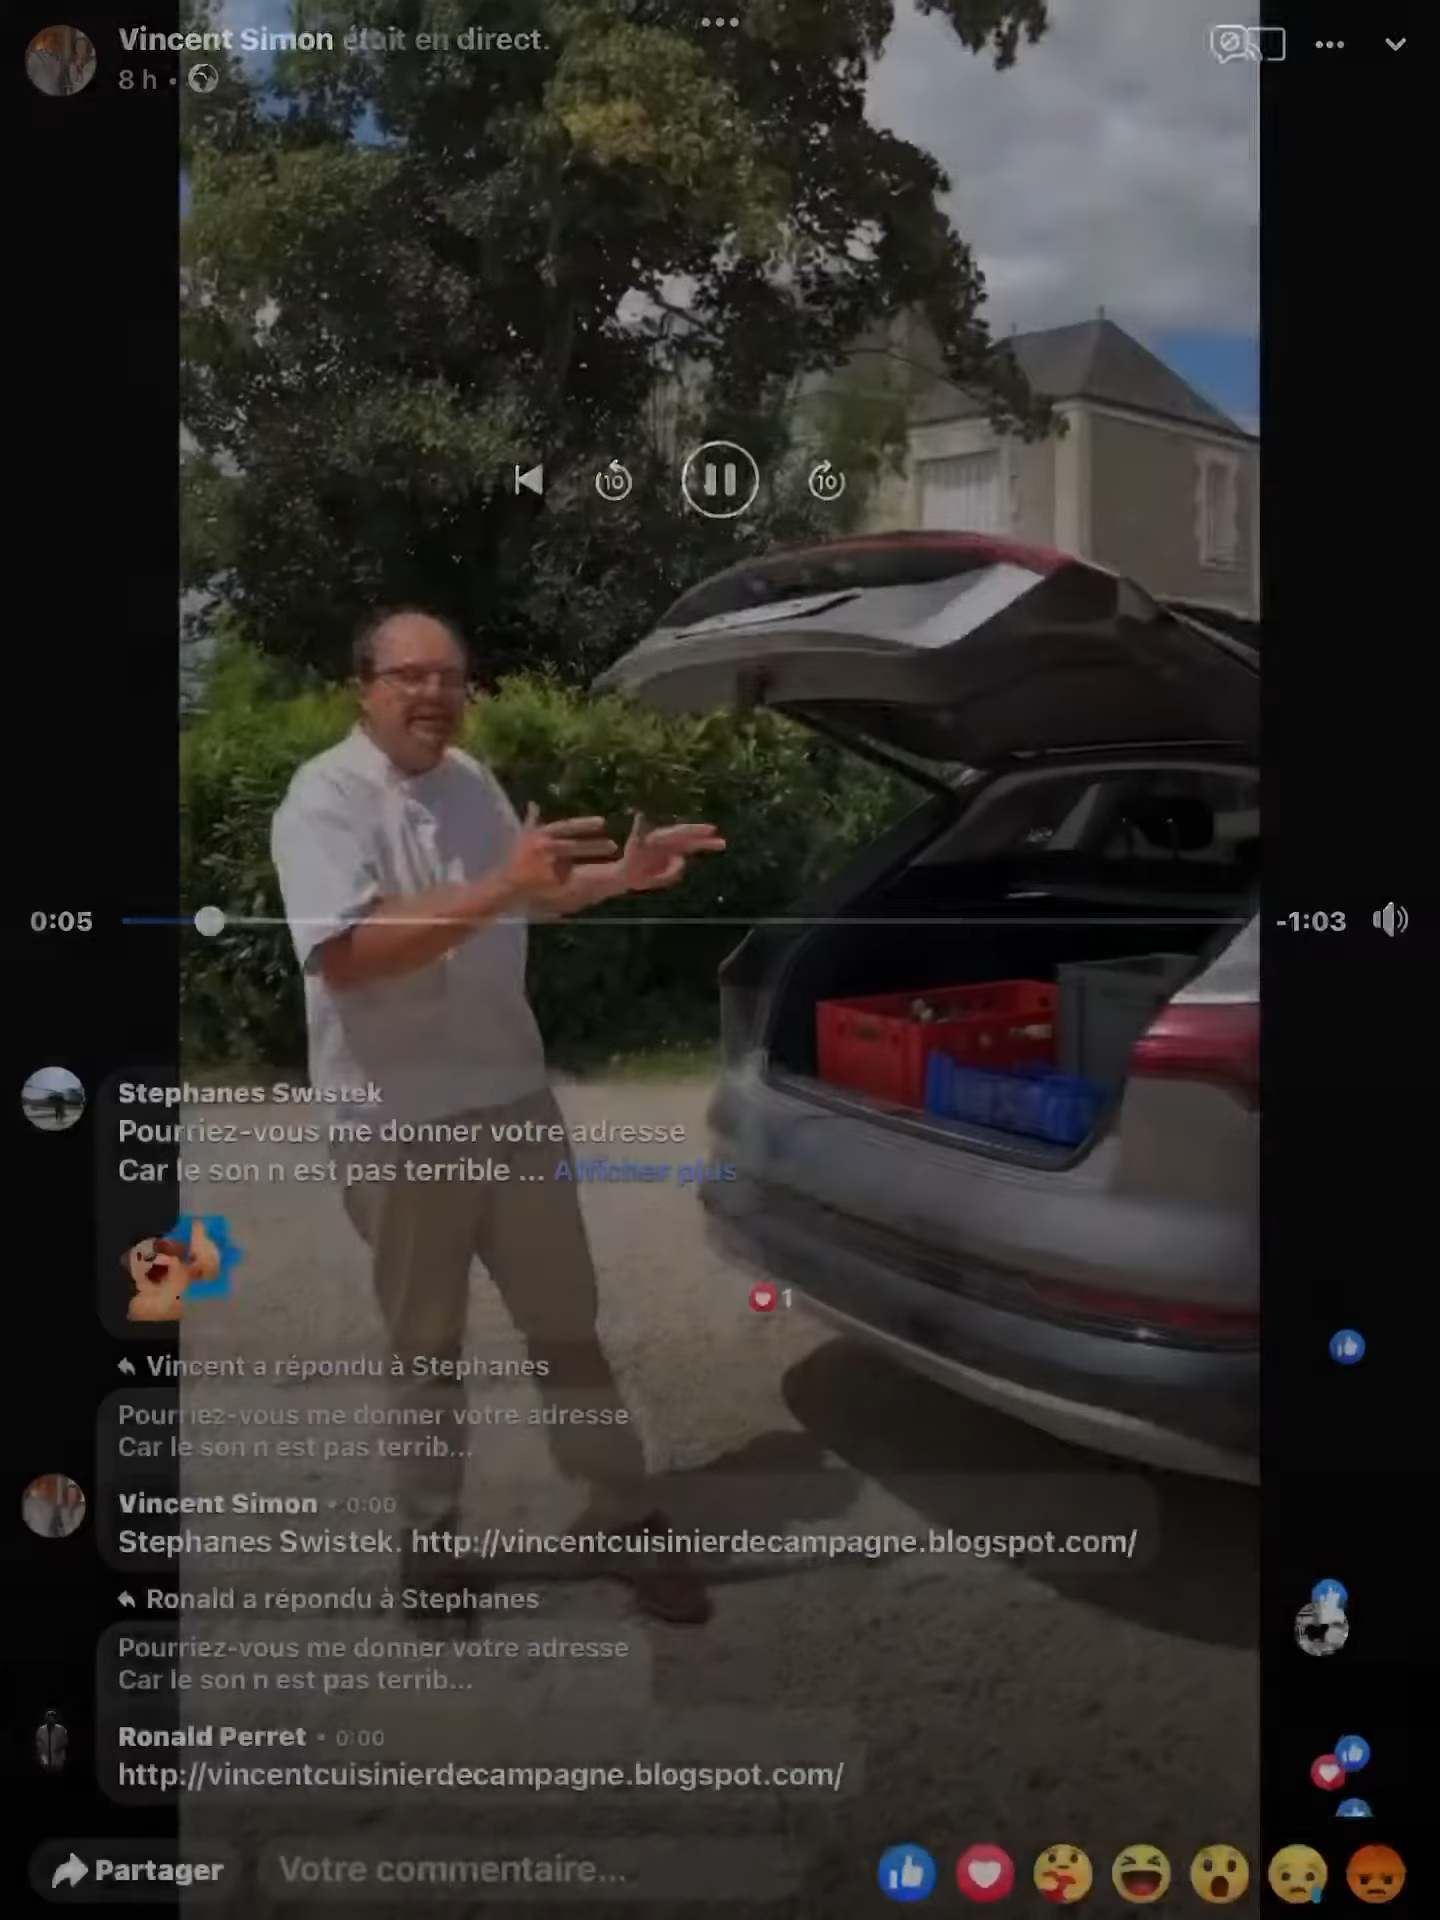 Vincent Simon était en direct.
8 h
10
10
0:05
-1:03
Stephanes Swistek
Pourriez-vous me donner votre adresse
Car le son n est pas terrible ... Afficher plus
1
Vincent a répondu à Stephanes
Pourriez-vous me donner votre adresse
Car le son n est pas terrib...
Vincent Simon • 0:00
Stephanes Swistek. http://vincentcuisinierdecampagne.blogspot.com/
Ronald a répondu à Stephanes
Pourriez-vous me donner votre adresse
Car le son n est pas terrib...
Ronald Perret • 0:00
http://vincentcuisinierdecampagne.blogspot.com/
Partager
Votre commentaire...